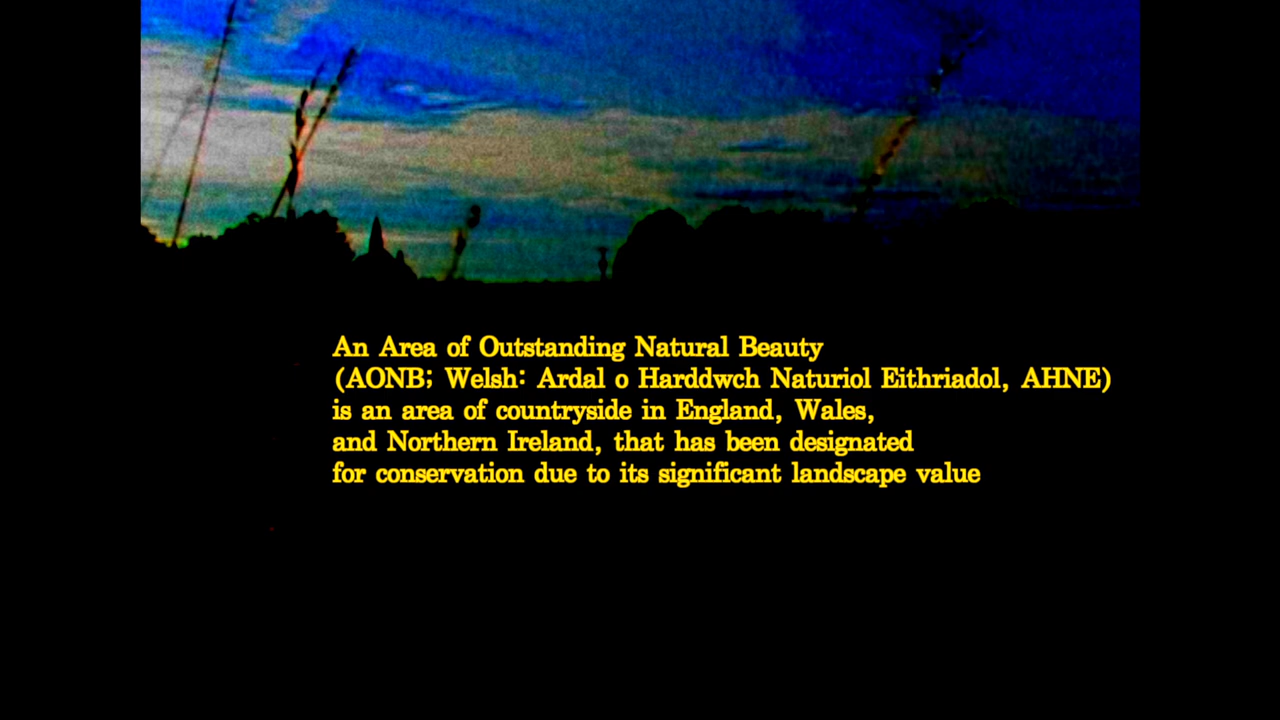 An Area of Outstanding Natural Beauty
(AONB; Welsh: Ardal o Harddwch Naturiol Eithriadol, AHNE)
is an area of countryside in England, Wales,
and Northern Ireland, that has been designated
for conservation due to its significant landscape value